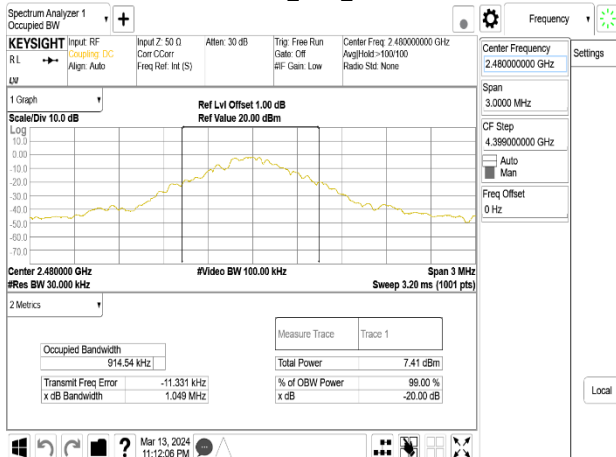 Spectrum Analyzer 1
Occupied BW
+
Frequency
KEYSIGHT
RL
LXI
Input: RF
Coupling: DC
Align: Auto
Input Z: 50 Ω
Corr CCorr
Freq Ref: Int (S)
Atten: 30 dB
Trig: Free Run
Gate: Off
#IF Gain: Low
Center Freq: 2.480000000 GHz
Avg|Hold:>100/100
Radio Std: None
Center Frequency
2.480000000 GHz
Settings
Span
3.0000 MHz
CF Step
4.399000000 GHz
Auto
Man
Freq Offset
0 Hz
Local
1 Graph
Scale/Div 10.0 dB
Ref Lvl Offset 1.00 dB
Ref Value 20.00 dBm
Log
10.0
0.00
-10.0
-20.0
-30.0
-40.0
-50.0
-60.0
-70.0
Center 2.480000 GHz
#Res BW 30.000 kHz
#Video BW 100.00 kHz
Span 3 MHz
Sweep 3.20 ms (1001 pts)
2 Metrics
Measure Trace Trace 1
Occupied Bandwidth
914.54 kHz
Total Power 7.41 dBm
Transmit Freq Error -11.331 kHz
% of OBW Power 99.00 %
x dB Bandwidth 1.049 MHz
x dB -20.00 dB
?
Mar 13, 2024
11:12:06 PM